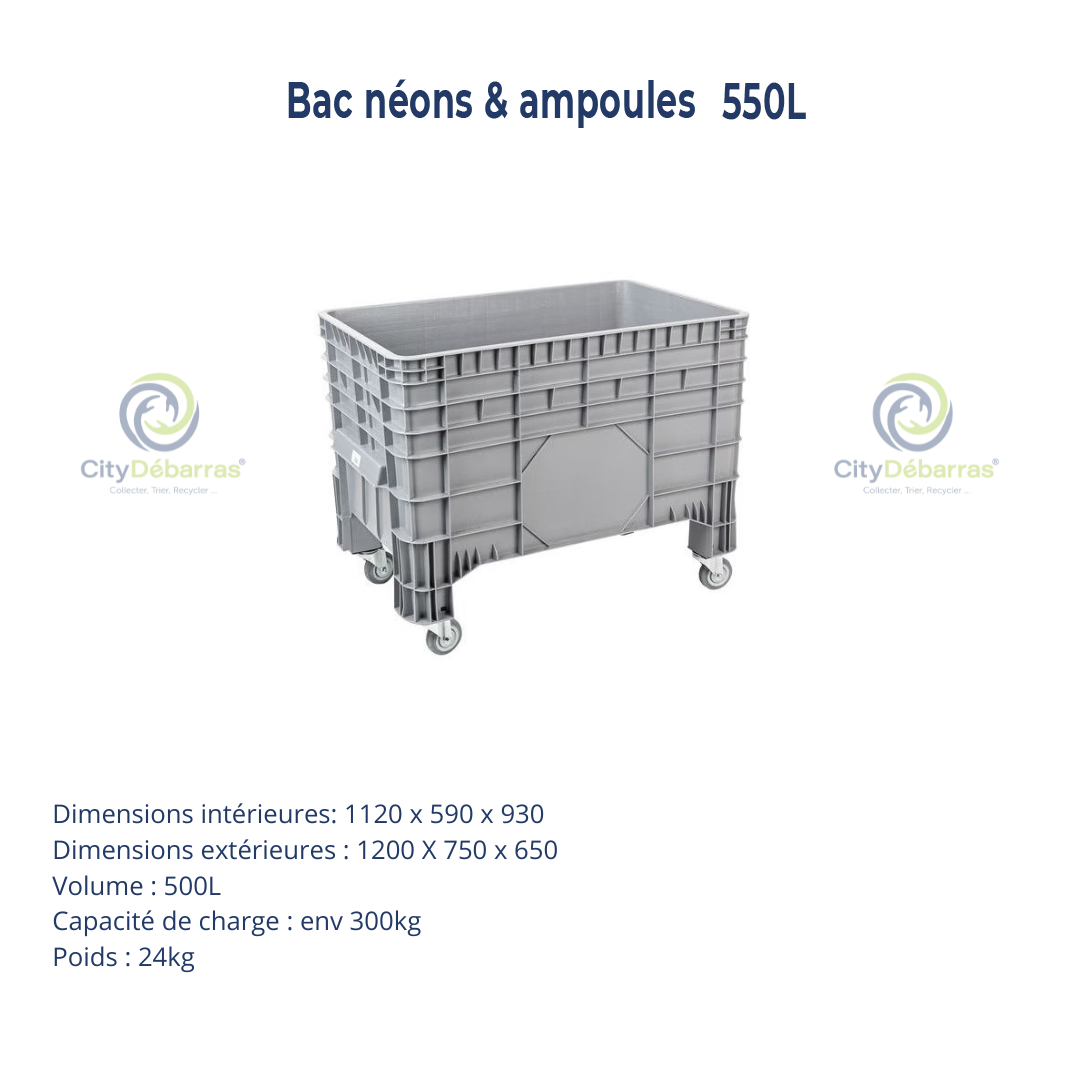 Bac néons & ampoules 550L
CityDébarras®
Collecter, Trier, Recycler ...
CityDébarras®
Collecter, Trier, Recycler ...
Dimensions intérieures: 1120 x 590 x 930
Dimensions extérieures : 1200 X 750 x 650
Volume : 500L
Capacité de charge : env 300kg
Poids : 24kg